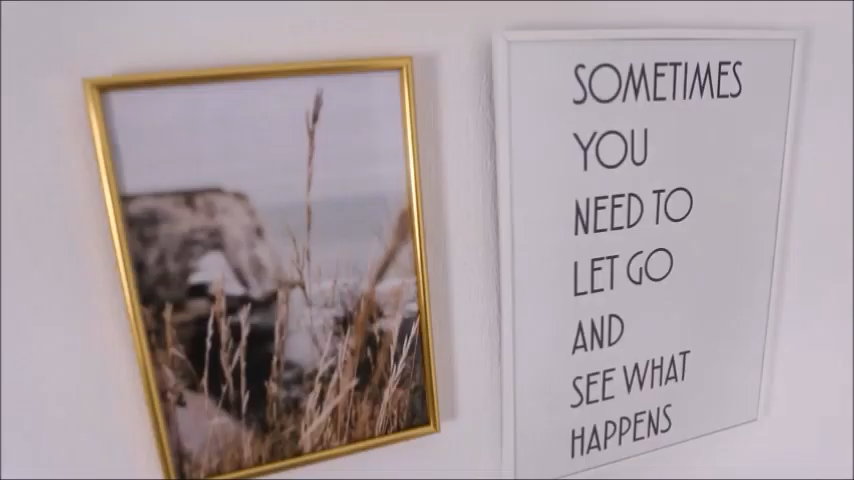 SOMETIMES
YOU
NEED TO
LET GO
AND
SEE WHAT
HAPPENS